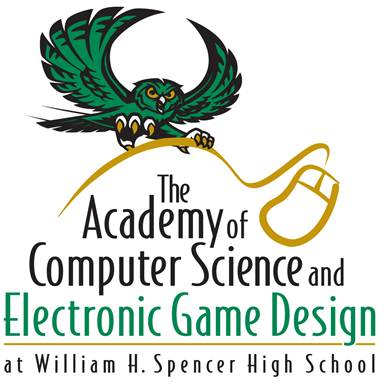 The
Academy of
Computer Science and
Electronic Game Design
at William H. Spencer High School